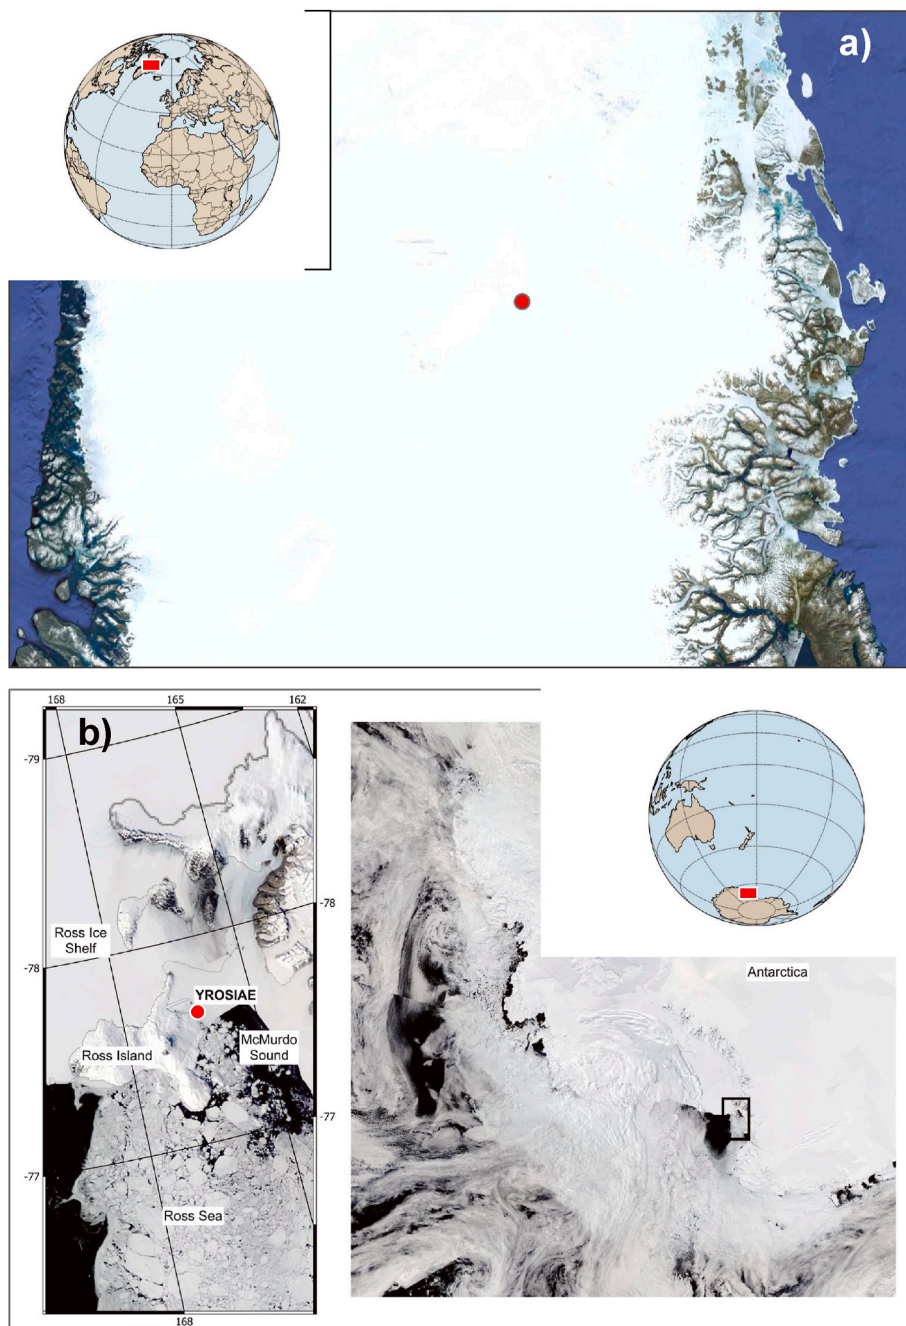 a)
168
165
162
b)
-79
-78
Ross Ice
Shelf
-78
YROSIAE
McMurdo
Sound
Ross Island
-77
-77
Ross Sea
168
Antarctica